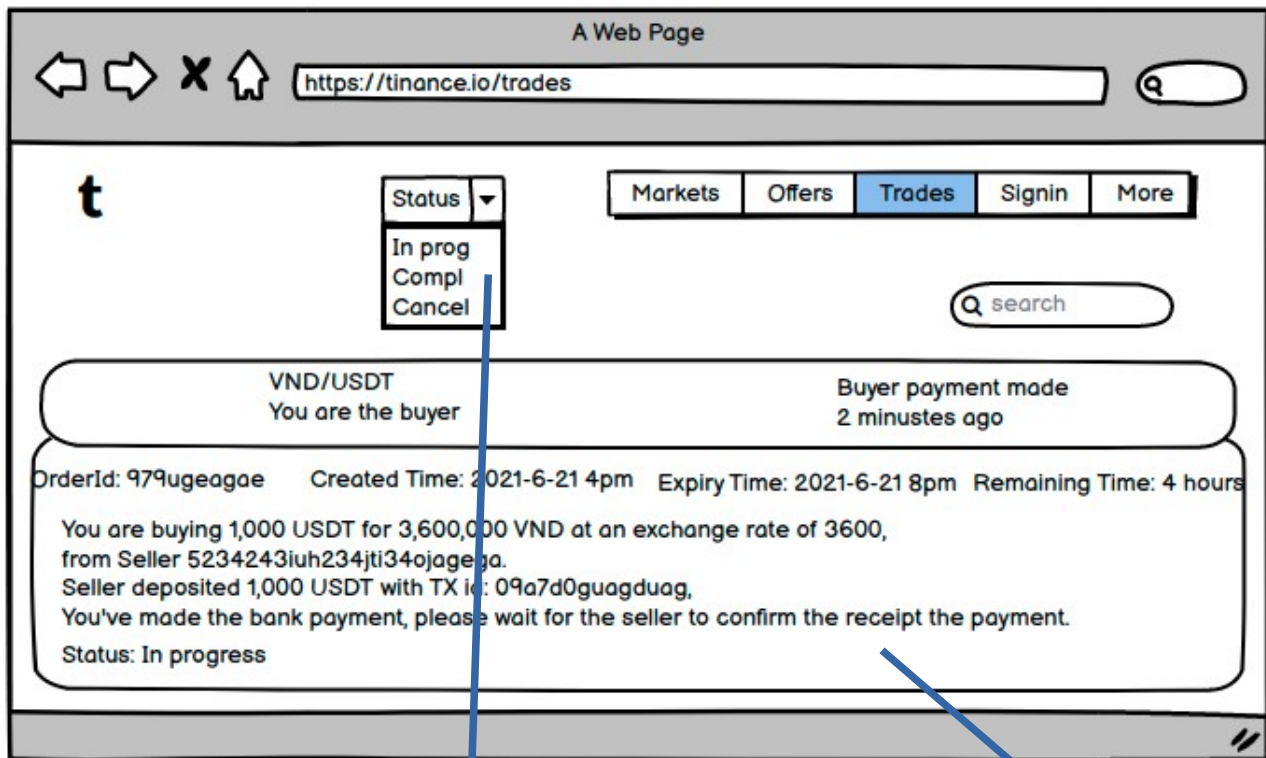 A Web Page
https://tinance.io/trades
t
Status
Markets Offers Trades Signin More
In prog
Compl
Cancel
search
VND/USDT
You are the buyer
Buyer payment made
2 minustes ago
OrderId: 979ugeagae Created Time: 2021-6-21 4pm Expiry Time: 2021-6-21 8pm Remaining Time: 4 hours
You are buying 1,000 USDT for 3,600,000 VND at an exchange rate of 3600,
from Seller 5234243iuh234jti34ojagega.
Seller deposited 1,000 USDT with TX id: 09a7d0guagduag,
You've made the bank payment, please wait for the seller to confirm the receipt the payment.
Status: In progress